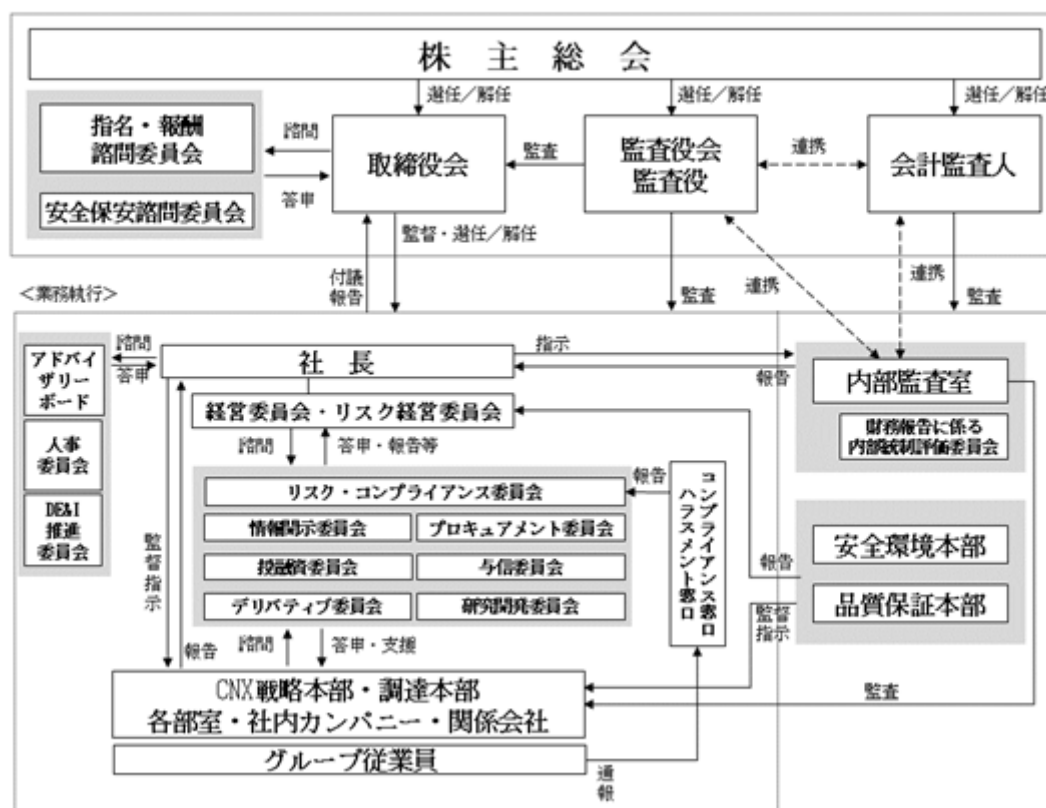 株主総会
選任／解任
選任／解任
選任／解任
指名・報酬
諮問委員会
安全保安諮問委員会
諮問
答申
取締役会
監査
監査役会
監査役
連携
会計監査人
監督・選任／解任
付議
報告
監査
連携
連携
監査
＜業務執行＞
アドバイ
ザリー
ボード
人事
委員会
DE&I
推進
委員会
諮問
答申
社長
指示
報告
内部監査室
財務報告に係る
内部統制評価委員会
経営委員会・リスク経営委員会
諮問
答申・報告等
リスク・コンプライアンス委員会
情報開示委員会
プロキュアメント委員会
投融資委員会
与信委員会
デリバティブ委員会
研究開発委員会
報告
コンプライアンス窓口
ハラスメント窓口
安全環境本部
品質保証本部
報告
監督
指示
監督指示
報告
諮問
答申・支援
CNX戦略本部・調達本部
各部室・社内カンパニー・関係会社
監査
グループ従業員
通報